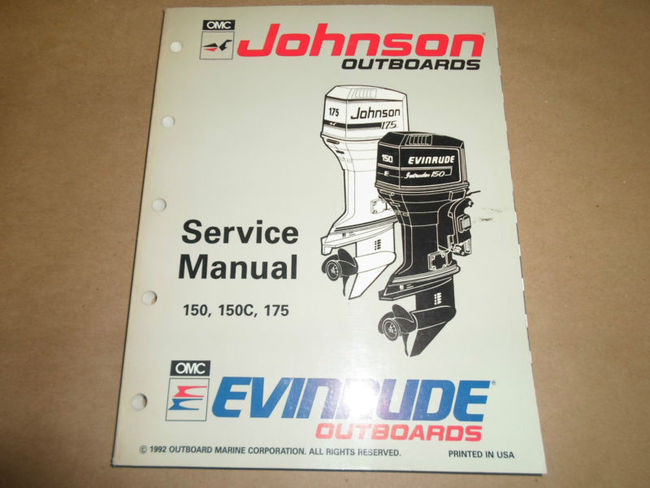 OMC
Johnson
OUTBOARDS
175
Johnson
175
150
EVINRUDE
E
Intruder 150
Service
Manual
150, 150C, 175
OMC
EVINRUDE
OUTBOARDS
© 1992 OUTBOARD MARINE CORPORATION. ALL RIGHTS RESERVED.
PRINTED IN USA